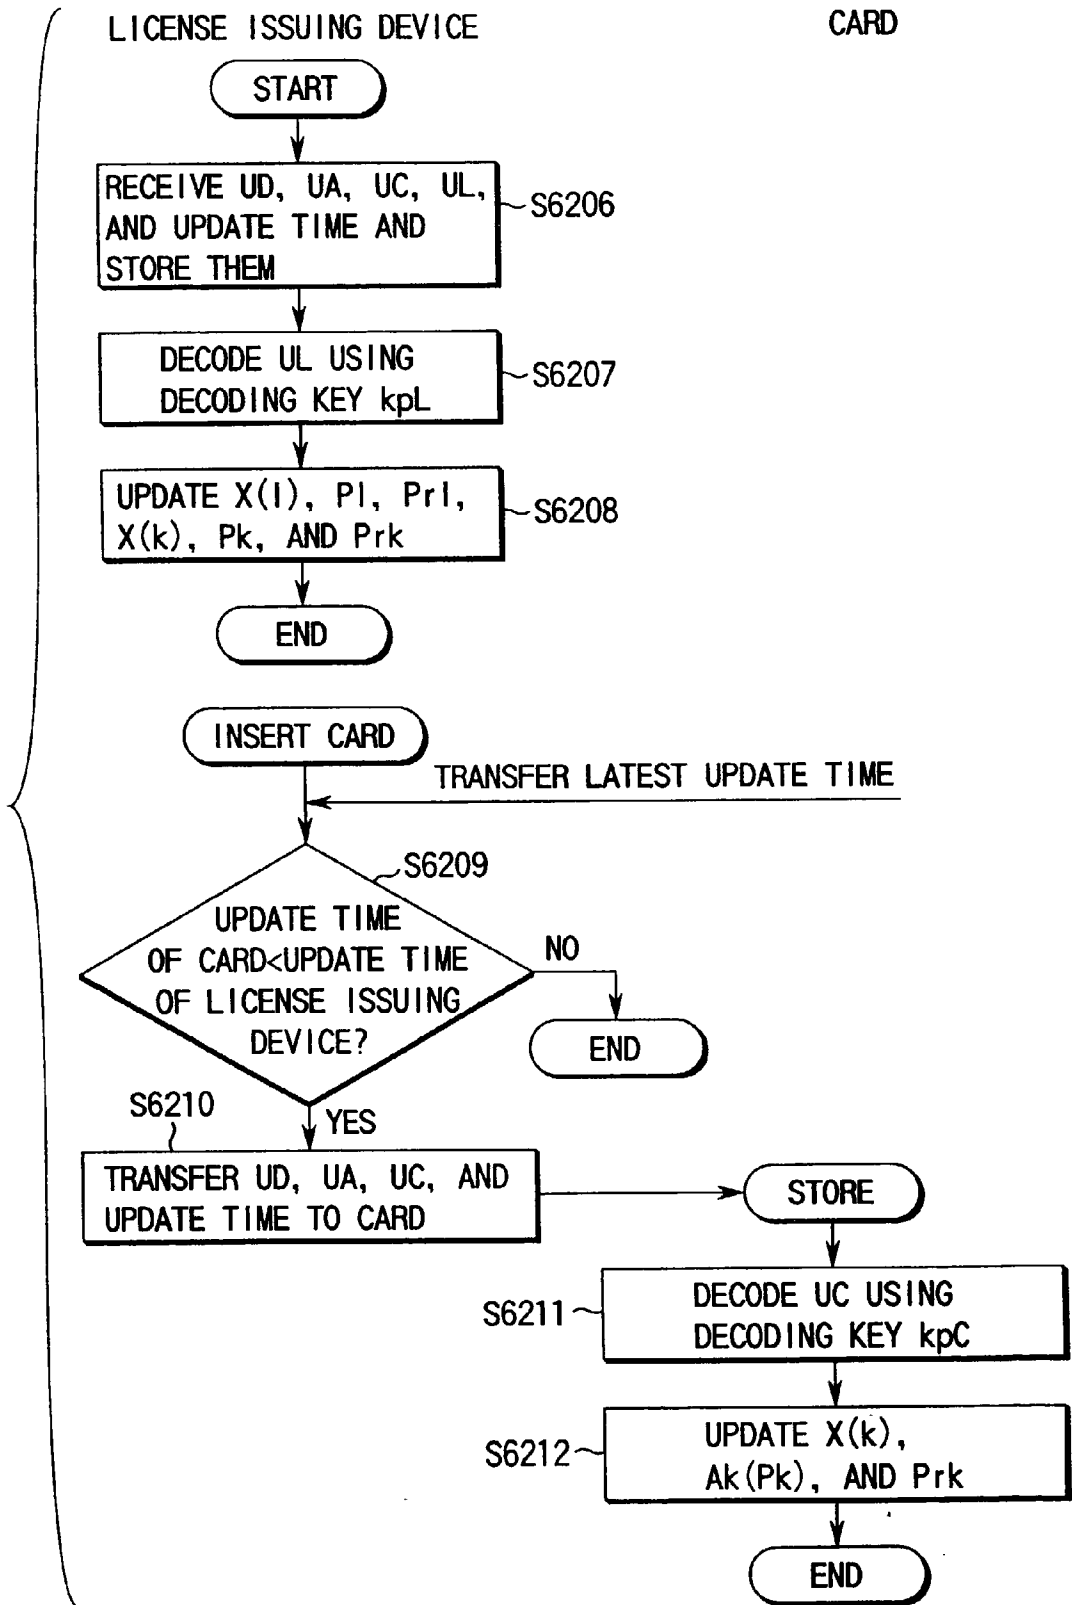 LICENSE ISSUING DEVICE
CARD
START
RECEIVE UD, UA, UC, UL,
AND UPDATE TIME AND
STORE THEM
S6206
DECODE UL USING
DECODING KEY kpL
S6207
UPDATE X(l), Pl, Prl,
X(k), Pk, AND Prk
S6208
END
INSERT CARD
TRANSFER LATEST UPDATE TIME
S6209
UPDATE TIME
OF CARD<UPDATE TIME
OF LICENSE ISSUING
DEVICE?
NO
END
S6210
YES
TRANSFER UD, UA, UC, AND
UPDATE TIME TO CARD
STORE
S6211
DECODE UC USING
DECODING KEY kpC
S6212
UPDATE X(k),
Ak(Pk), AND Prk
END